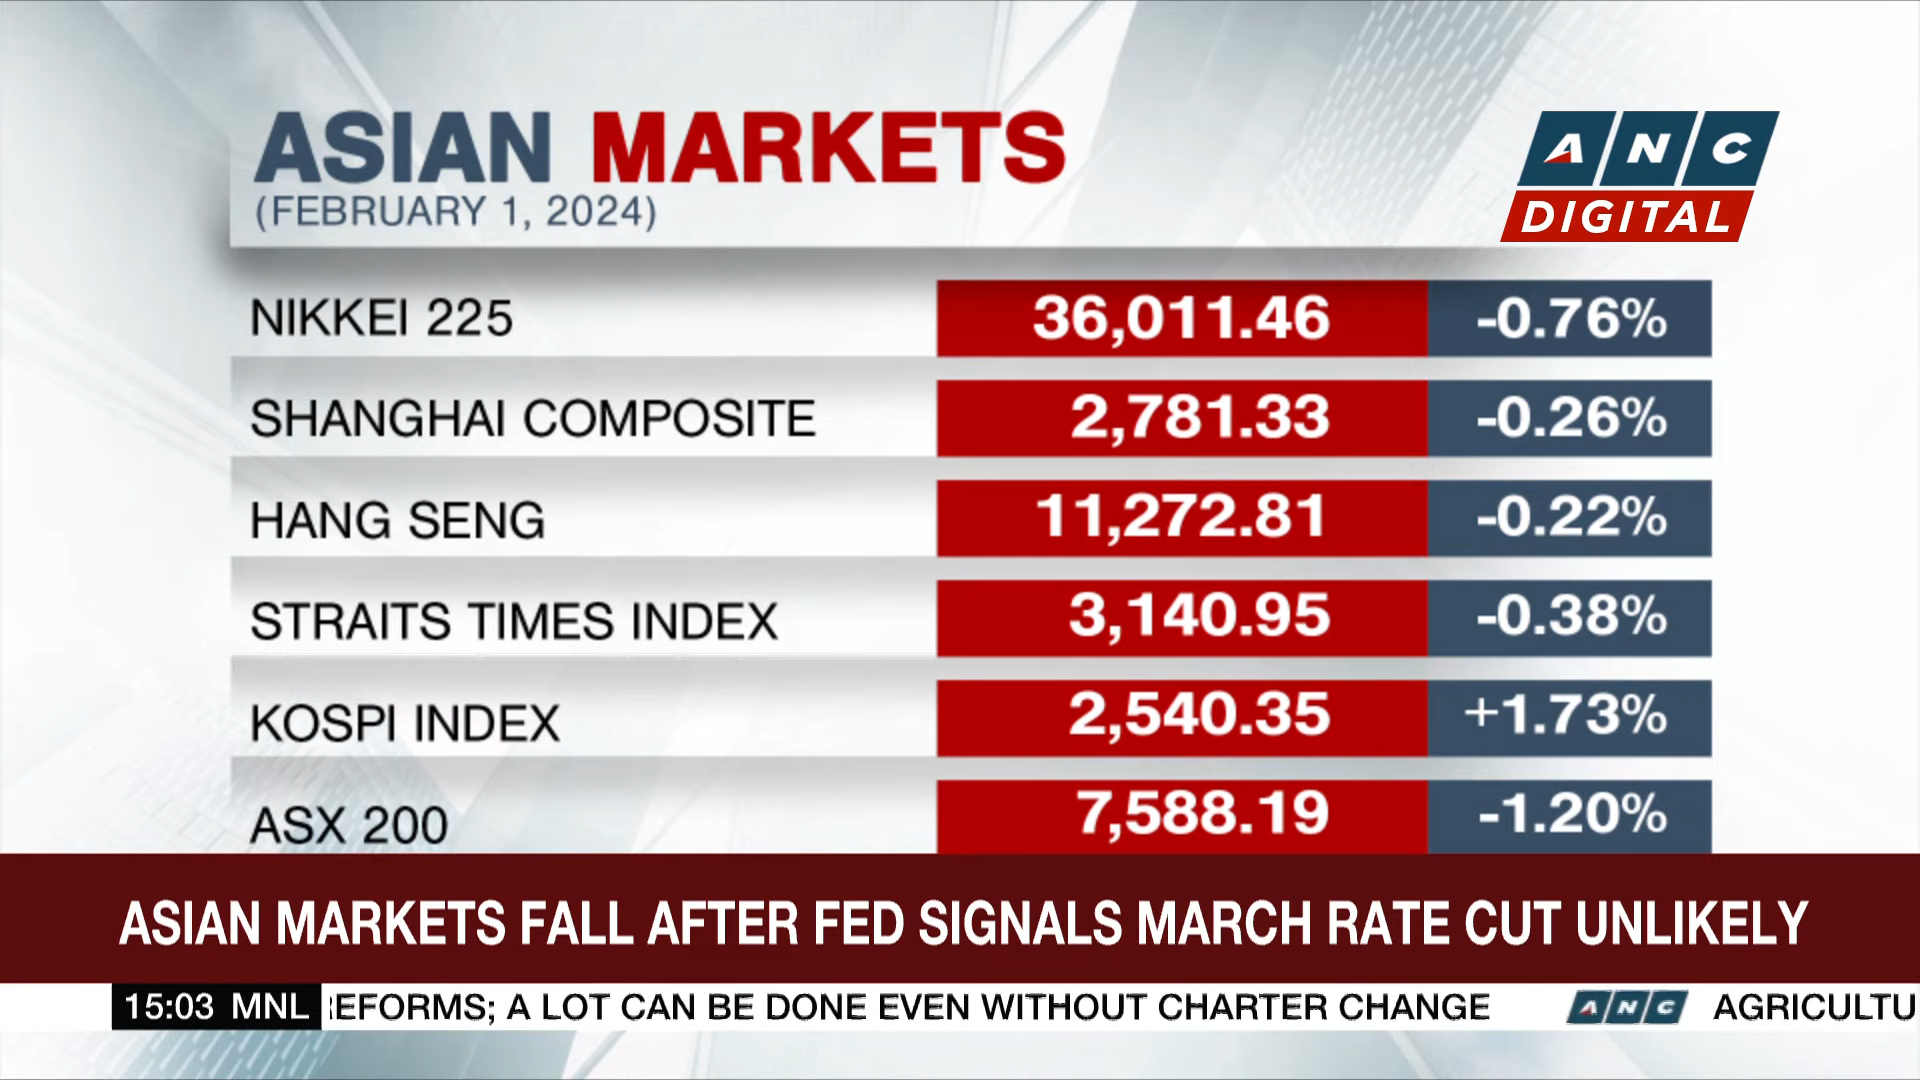 ASIAN MARKETS
(FEBRUARY 1, 2024)
ANC
DIGITAL
NIKKEI 225 36,011.46 -0.76%
SHANGHAI COMPOSITE 2,781.33 -0.26%
HANG SENG 11,272.81 -0.22%
STRAITS TIMES INDEX 3,140.95 -0.38%
KOSPI INDEX 2,540.35 +1.73%
ASX 200 7,588.19 -1.20%
ASIAN MARKETS FALL AFTER FED SIGNALS MARCH RATE CUT UNLIKELY
15:03 MNL EFORMS; A LOT CAN BE DONE EVEN WITHOUT CHARTER CHANGE ANC AGRICULTU